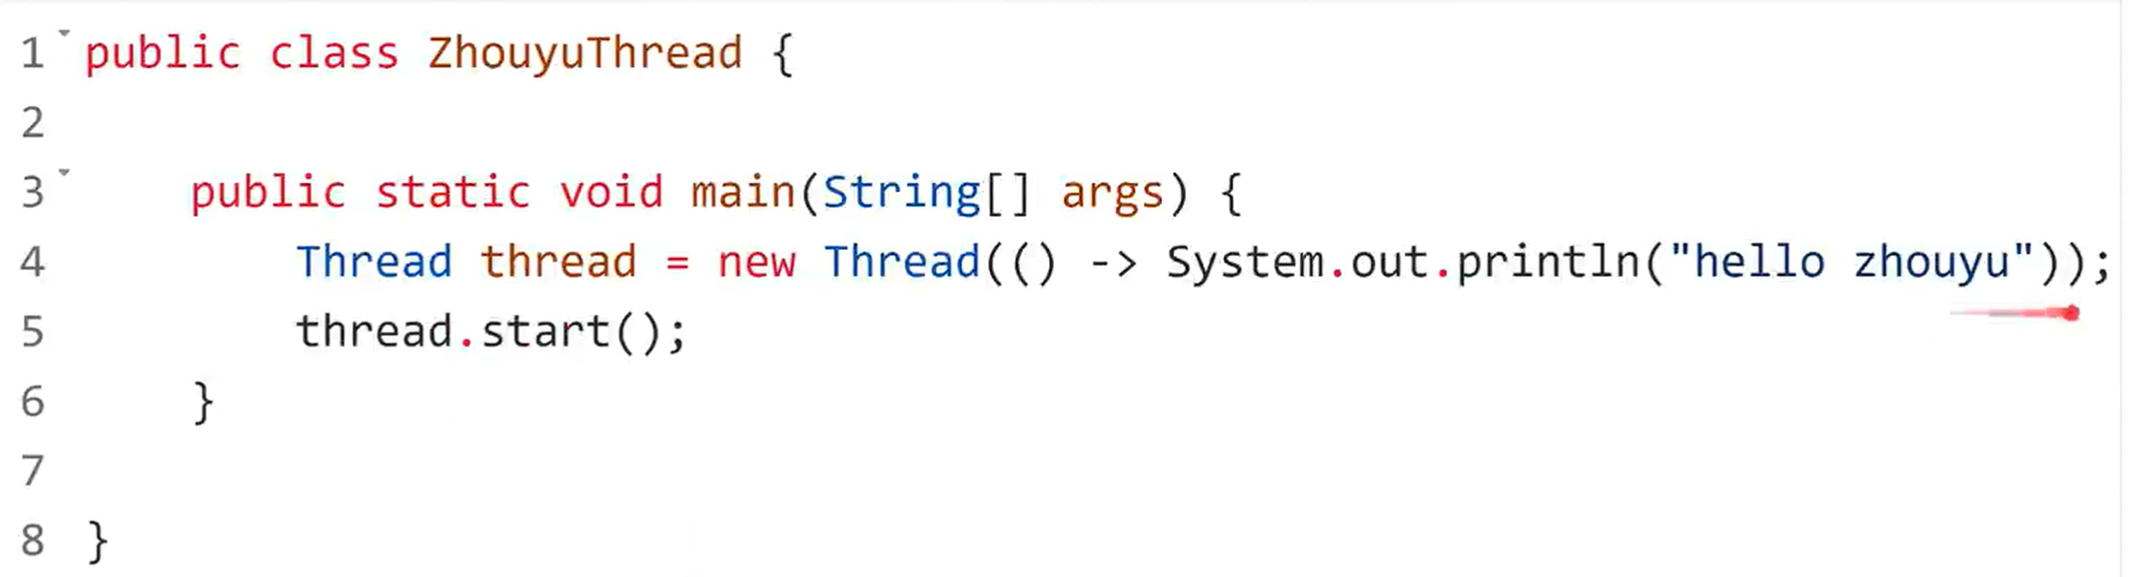 1 public class ZhouyuThread {
2
3     public static void main(String[] args) {
4         Thread thread = new Thread(() -> System.out.println("hello zhouyu"));
5         thread.start();
6     }
7
8 }